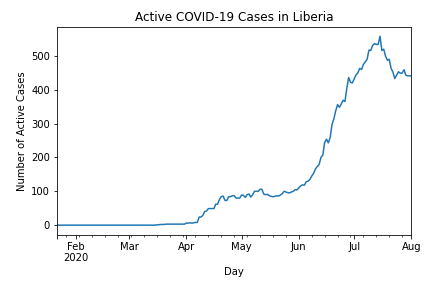 Active COVID-19 Cases in Liberia
Number of Active Cases
500
400
300
200
100
0
Feb
2020
Mar
Apr
May
Jun
Jul
Aug
Day